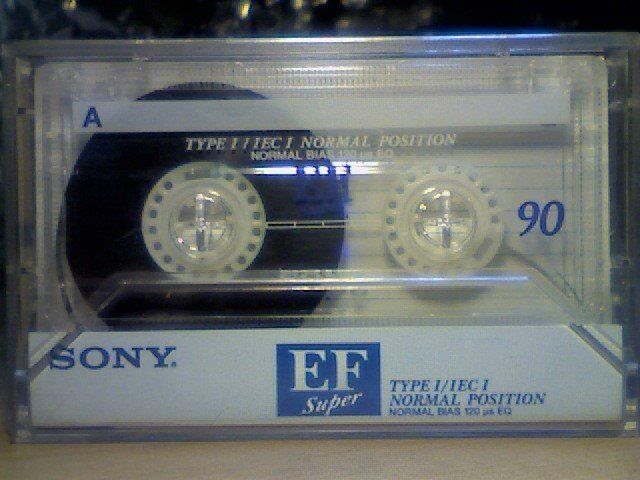 A
TYPE I / IEC I NORMAL POSITION
NORMAL BIAS 120 µs EQ
90
SONY.
EF
Super
TYPE I/IEC I
NORMAL POSITION
NORMAL BIAS 120 µs EQ